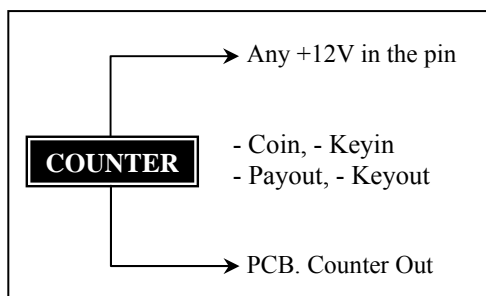 Any +12V in the pin
COUNTER
- Coin, - Keyin
- Payout, - Keyout
PCB. Counter Out